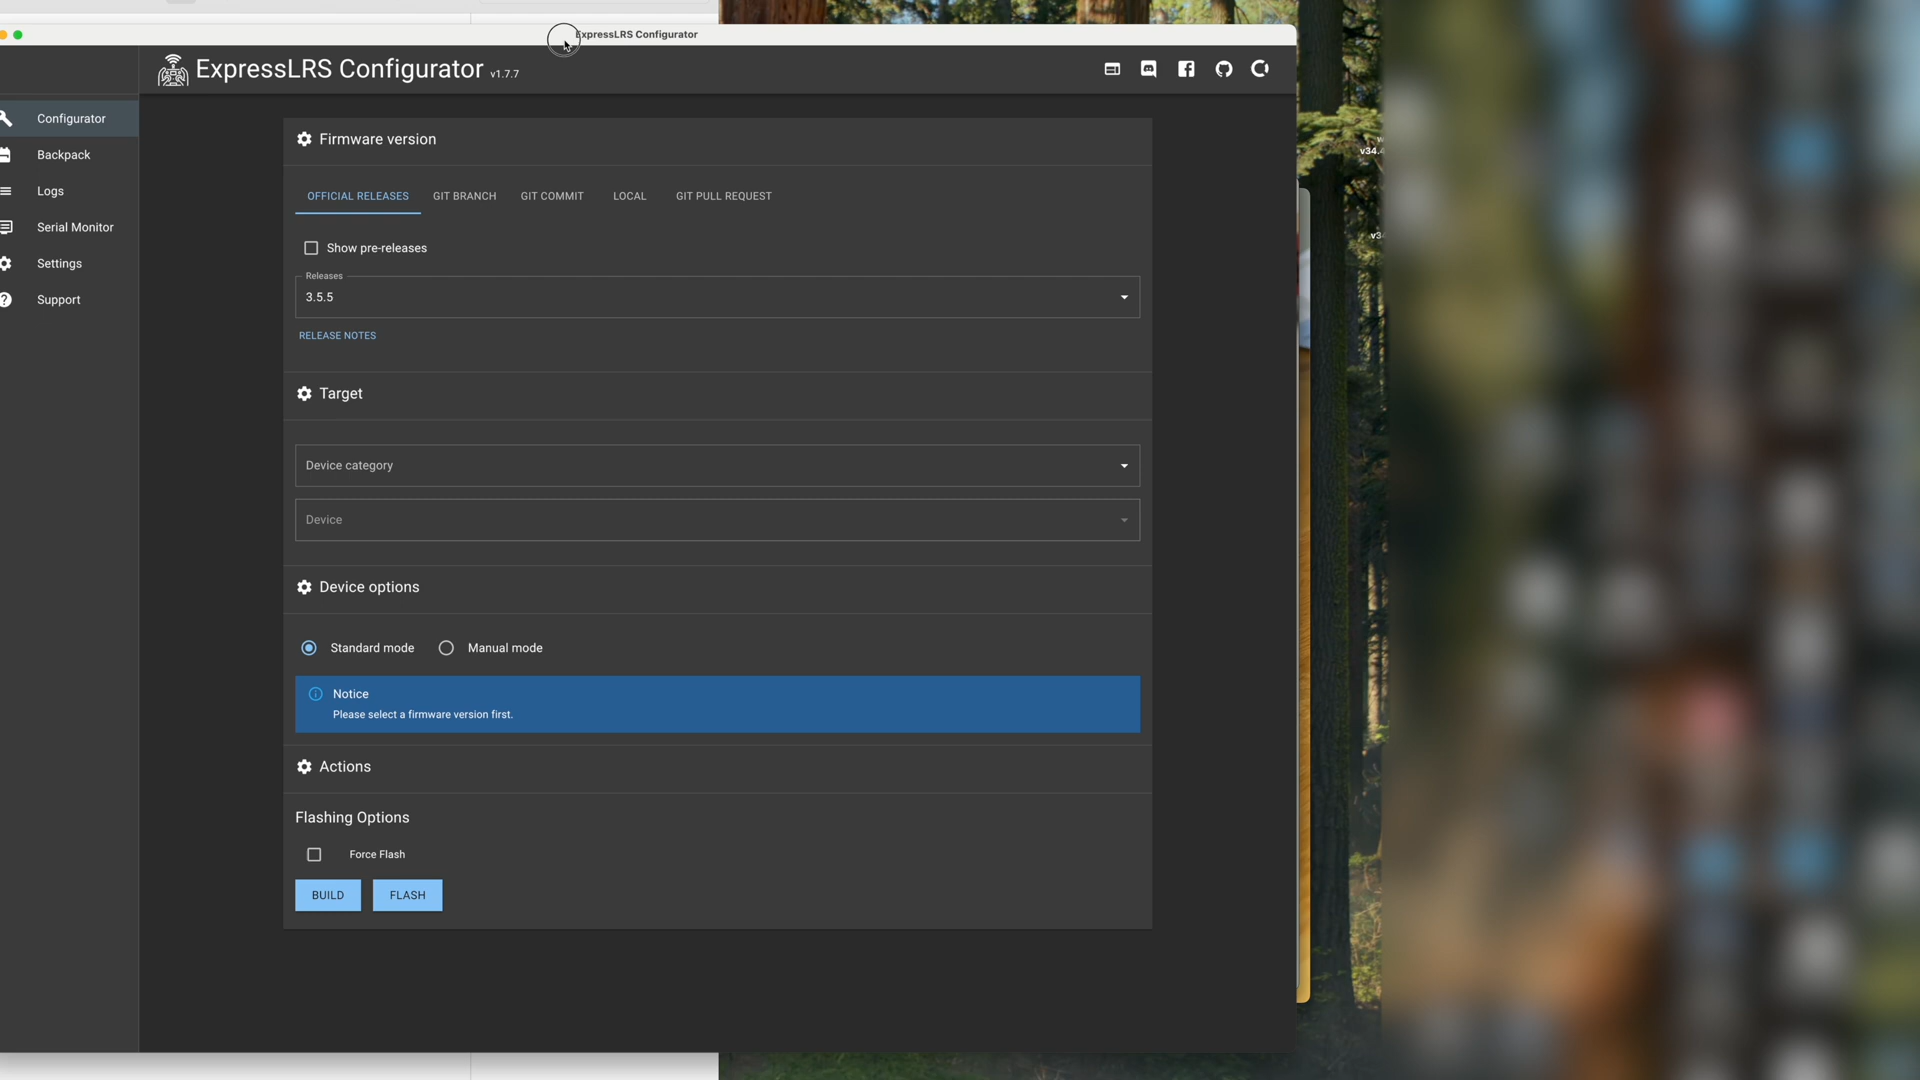 ExpressLRS Configurator
ExpressLRS Configurator v1.7.7
Configurator
Backpack
Logs
Serial Monitor
Settings
Support
Firmware version
OFFICIAL RELEASES
GIT BRANCH
GIT COMMIT
LOCAL
GIT PULL REQUEST
Show pre-releases
Releases
3.5.5
RELEASE NOTES
Target
Device category
Device
Device options
Standard mode
Manual mode
Notice
Please select a firmware version first.
Actions
Flashing Options
Force Flash
BUILD
FLASH